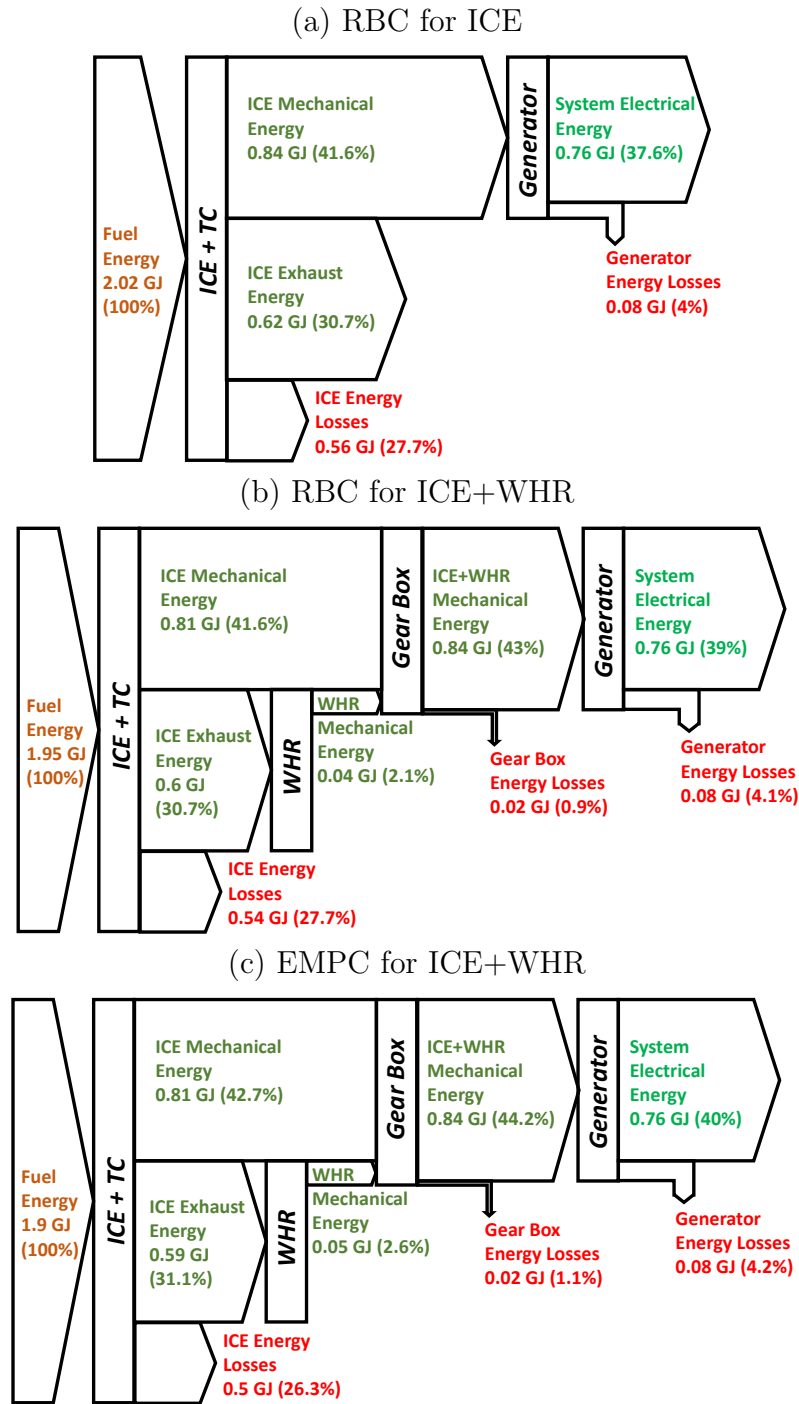 (a) RBC for ICE
ICE Mechanical
Energy
0.84 GJ (41.6%)
System Electrical
Energy
0.76 GJ (37.6%)
Generator
Fuel
Energy
2.02 GJ
(100%)
ICE + TC
ICE Exhaust
Energy
0.62 GJ (30.7%)
Generator
Energy Losses
0.08 GJ (4%)
ICE Energy
Losses
0.56 GJ (27.7%)
(b) RBC for ICE+WHR
ICE Mechanical
Energy
0.81 GJ (41.6%)
Gear Box
ICE+WHR
Mechanical
Energy
0.84 GJ (43%)
Generator
System
Electrical
Energy
0.76 GJ (39%)
Fuel
Energy
1.95 GJ
(100%)
ICE + TC
ICE Exhaust
Energy
0.6 GJ
(30.7%)
WHR
WHR
Mechanical
Energy
0.04 GJ (2.1%)
Gear Box
Energy Losses
0.02 GJ (0.9%)
Generator
Energy Losses
0.08 GJ (4.1%)
ICE Energy
Losses
0.54 GJ (27.7%)
(c) EMPC for ICE+WHR
ICE Mechanical
Energy
0.81 GJ (42.7%)
Gear Box
ICE+WHR
Mechanical
Energy
0.84 GJ (44.2%)
Generator
System
Electrical
Energy
0.76 GJ (40%)
Fuel
Energy
1.9 GJ
(100%)
ICE + TC
ICE Exhaust
Energy
0.59 GJ
(31.1%)
WHR
WHR
Mechanical
Energy
0.05 GJ (2.6%)
Gear Box
Energy Losses
0.02 GJ (1.1%)
Generator
Energy Losses
0.08 GJ (4.2%)
ICE Energy
Losses
0.5 GJ (26.3%)